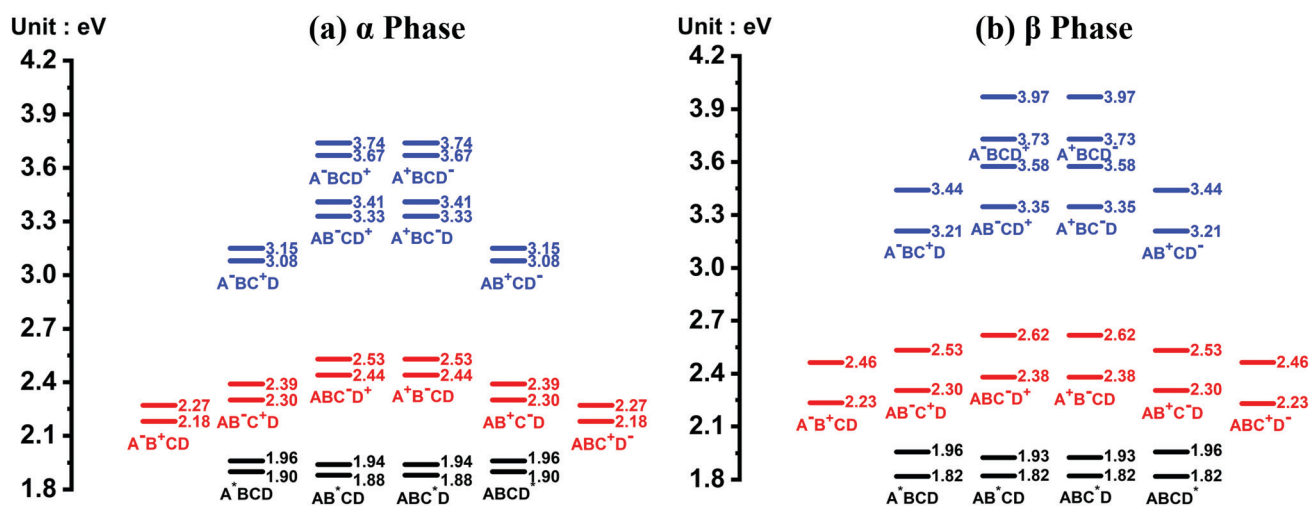 Unit : eV
(a) α Phase
4.2
3.9
3.6
3.3
3.0
2.7
2.4
2.1
1.8
3.74
3.67
A⁻BCD⁺
3.74
3.67
A⁺BCD⁻
3.41
3.33
AB⁻CD⁺
3.41
3.33
A⁺BC⁻D
3.15
3.08
A⁻BC⁺D
3.15
3.08
AB⁺CD⁻
2.27
2.18
A⁻B⁺CD
2.39
2.30
AB⁻C⁺D
2.53
2.44
ABC⁻D⁺
2.53
2.44
A⁺B⁻CD
2.39
2.30
AB⁺C⁻D
2.27
2.18
ABC⁺D⁻
1.96
1.90
A*BCD
1.94
1.88
AB*CD
1.94
1.88
ABC*D
1.96
1.90
ABCD*
Unit : eV
(b) β Phase
4.2
3.9
3.6
3.3
3.0
2.7
2.4
2.1
1.8
3.97
3.73
A⁻BCD⁺
3.58
3.35
AB⁻CD⁺
3.97
3.73
A⁺BCD⁻
3.58
3.35
A⁺BC⁻D
3.44
3.21
A⁻BC⁺D
3.44
3.21
AB⁺CD⁻
2.46
2.23
A⁻B⁺CD
2.53
2.30
AB⁻C⁺D
2.62
2.38
ABC⁻D⁺
2.62
2.38
A⁺B⁻CD
2.53
2.30
AB⁺C⁻D
2.46
2.23
ABC⁺D⁻
1.96
1.82
A*BCD
1.93
1.82
AB*CD
1.93
1.82
ABC*D
1.96
1.82
ABCD*